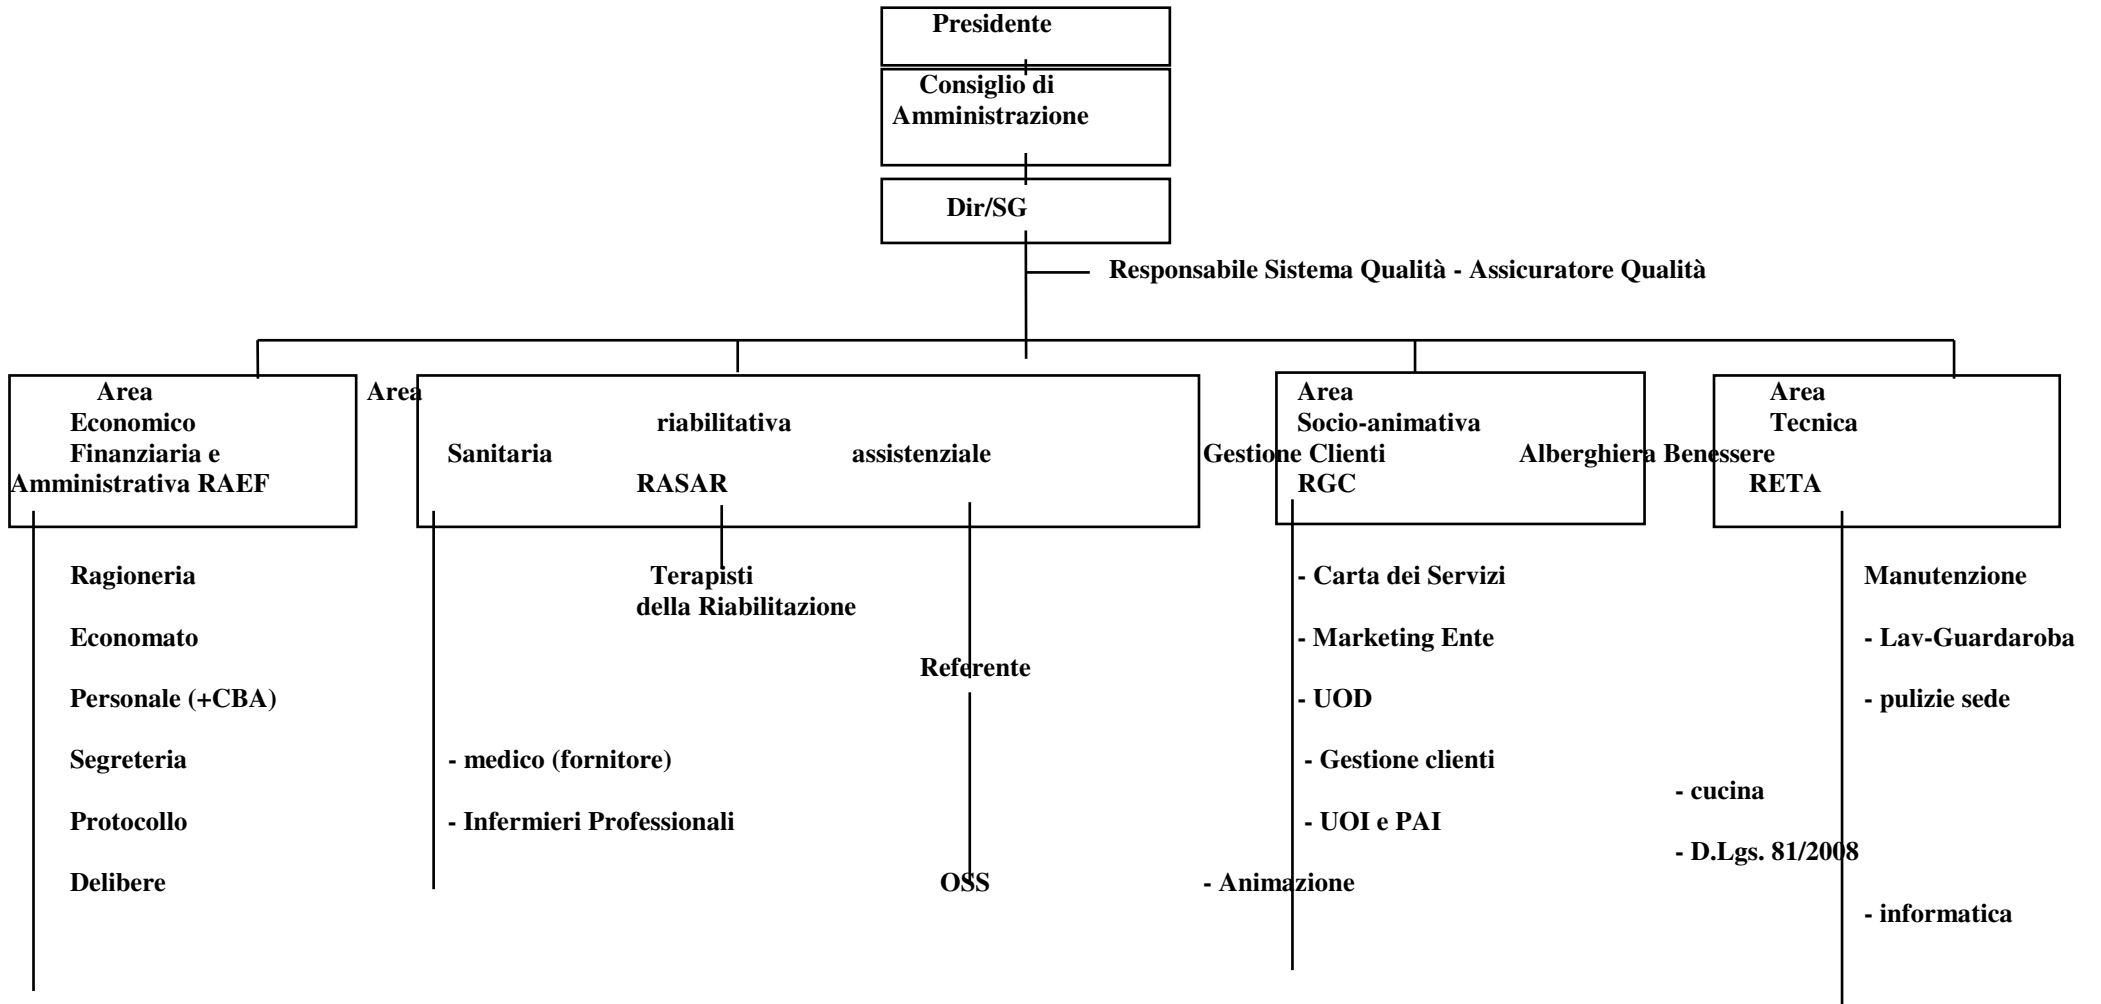 Presidente
Consiglio di
Amministrazione
Dir/SG
Responsabile Sistema Qualità - Assicuratore Qualità
Area Area Area Area
Economico riabilitativa Socio-animativa Tecnica
Finanziaria e Sanitaria assistenziale Gestione Clienti Alberghiera Benessere
Amministrativa RAEF RASAR RGC RETA
Ragioneria Terapisti - Carta dei Servizi Manutenzione
della Riabilitazione
Economato - Marketing Ente - Lav-Guardaroba
Referente
Personale (+CBA) - UOD - pulizie sede
Segreteria - medico (fornitore) - Gestione clienti
- cucina
Protocollo - Infermieri Professionali - UOI e PAI
- D.Lgs. 81/2008
Delibere OSS - Animazione
- informatica